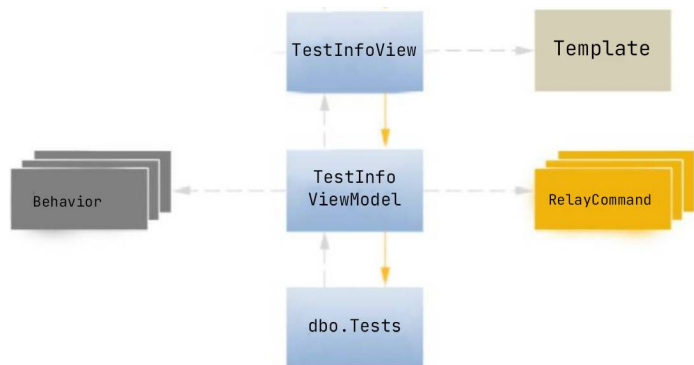 TestInfoView
Template
Behavior
TestInfo
ViewModel
RelayCommand
dbo.Tests